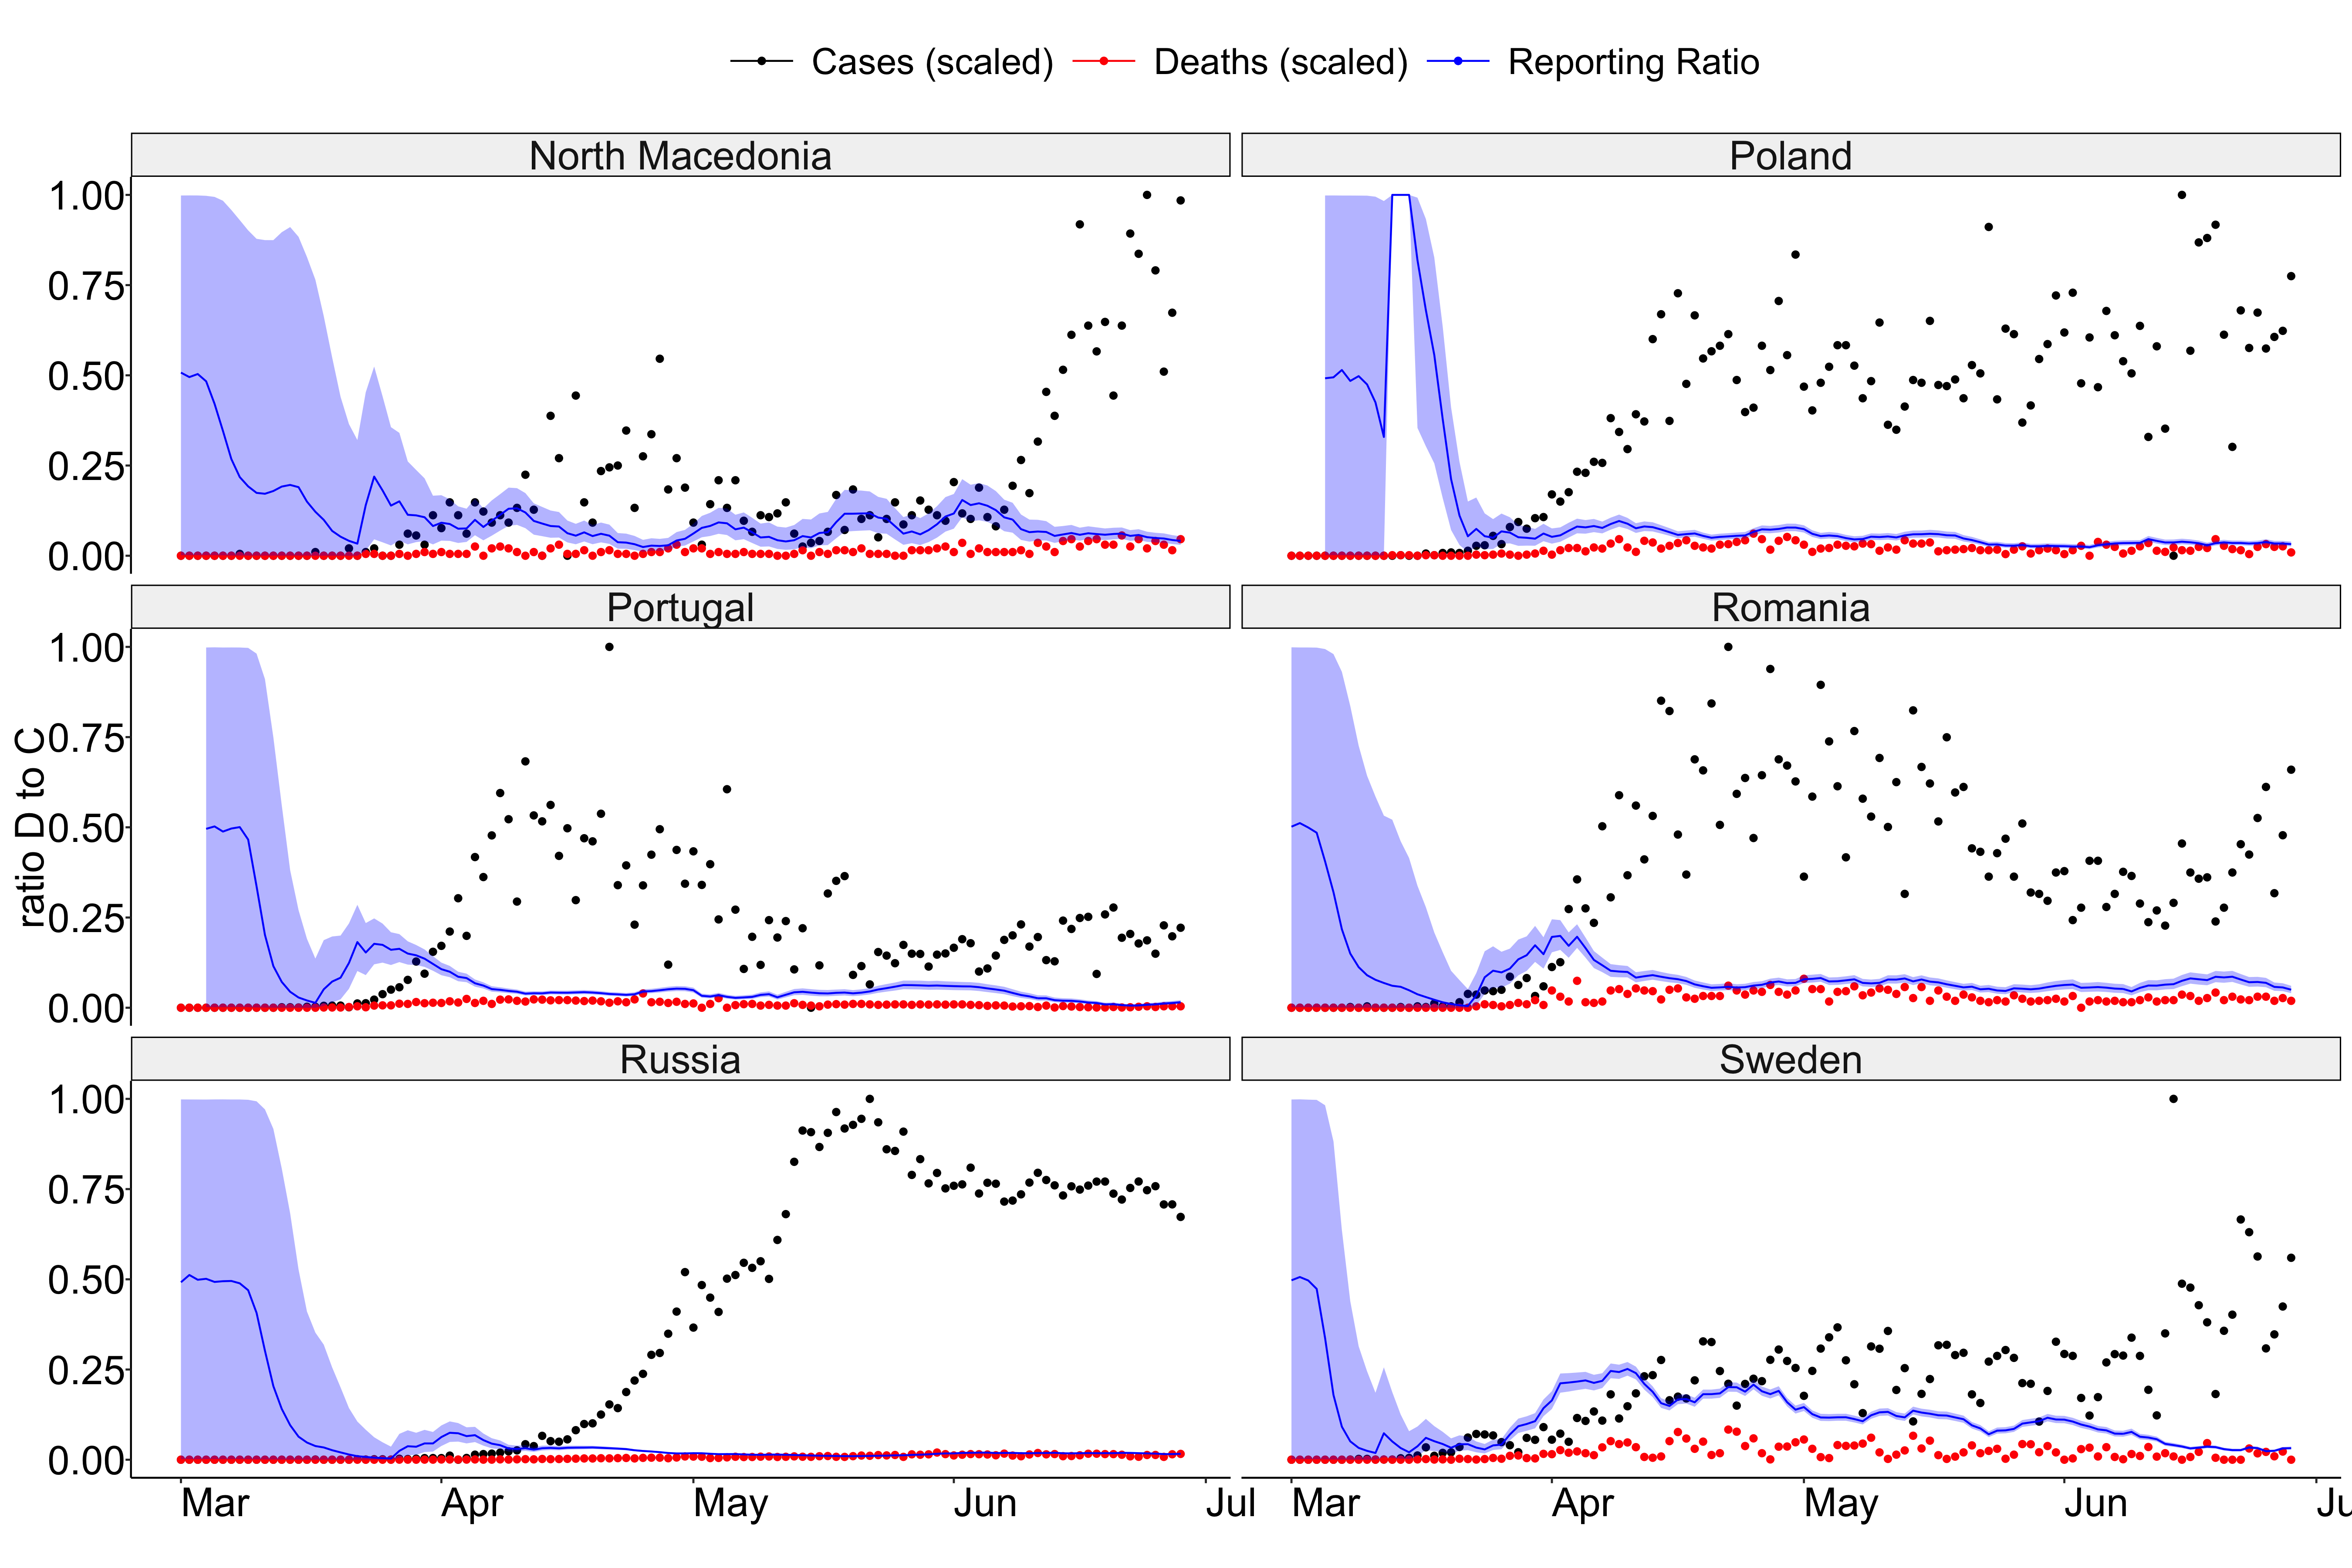 Cases (scaled) Deaths (scaled) Reporting Ratio
North Macedonia Poland
1.00
0.75
0.50
0.25
0.00
Portugal Romania
1.00
0.75
0.50
0.25
0.00
ratio D to C
Russia Sweden
1.00
0.75
0.50
0.25
0.00
Mar Apr May Jun Jul Mar Apr May Jun Ju